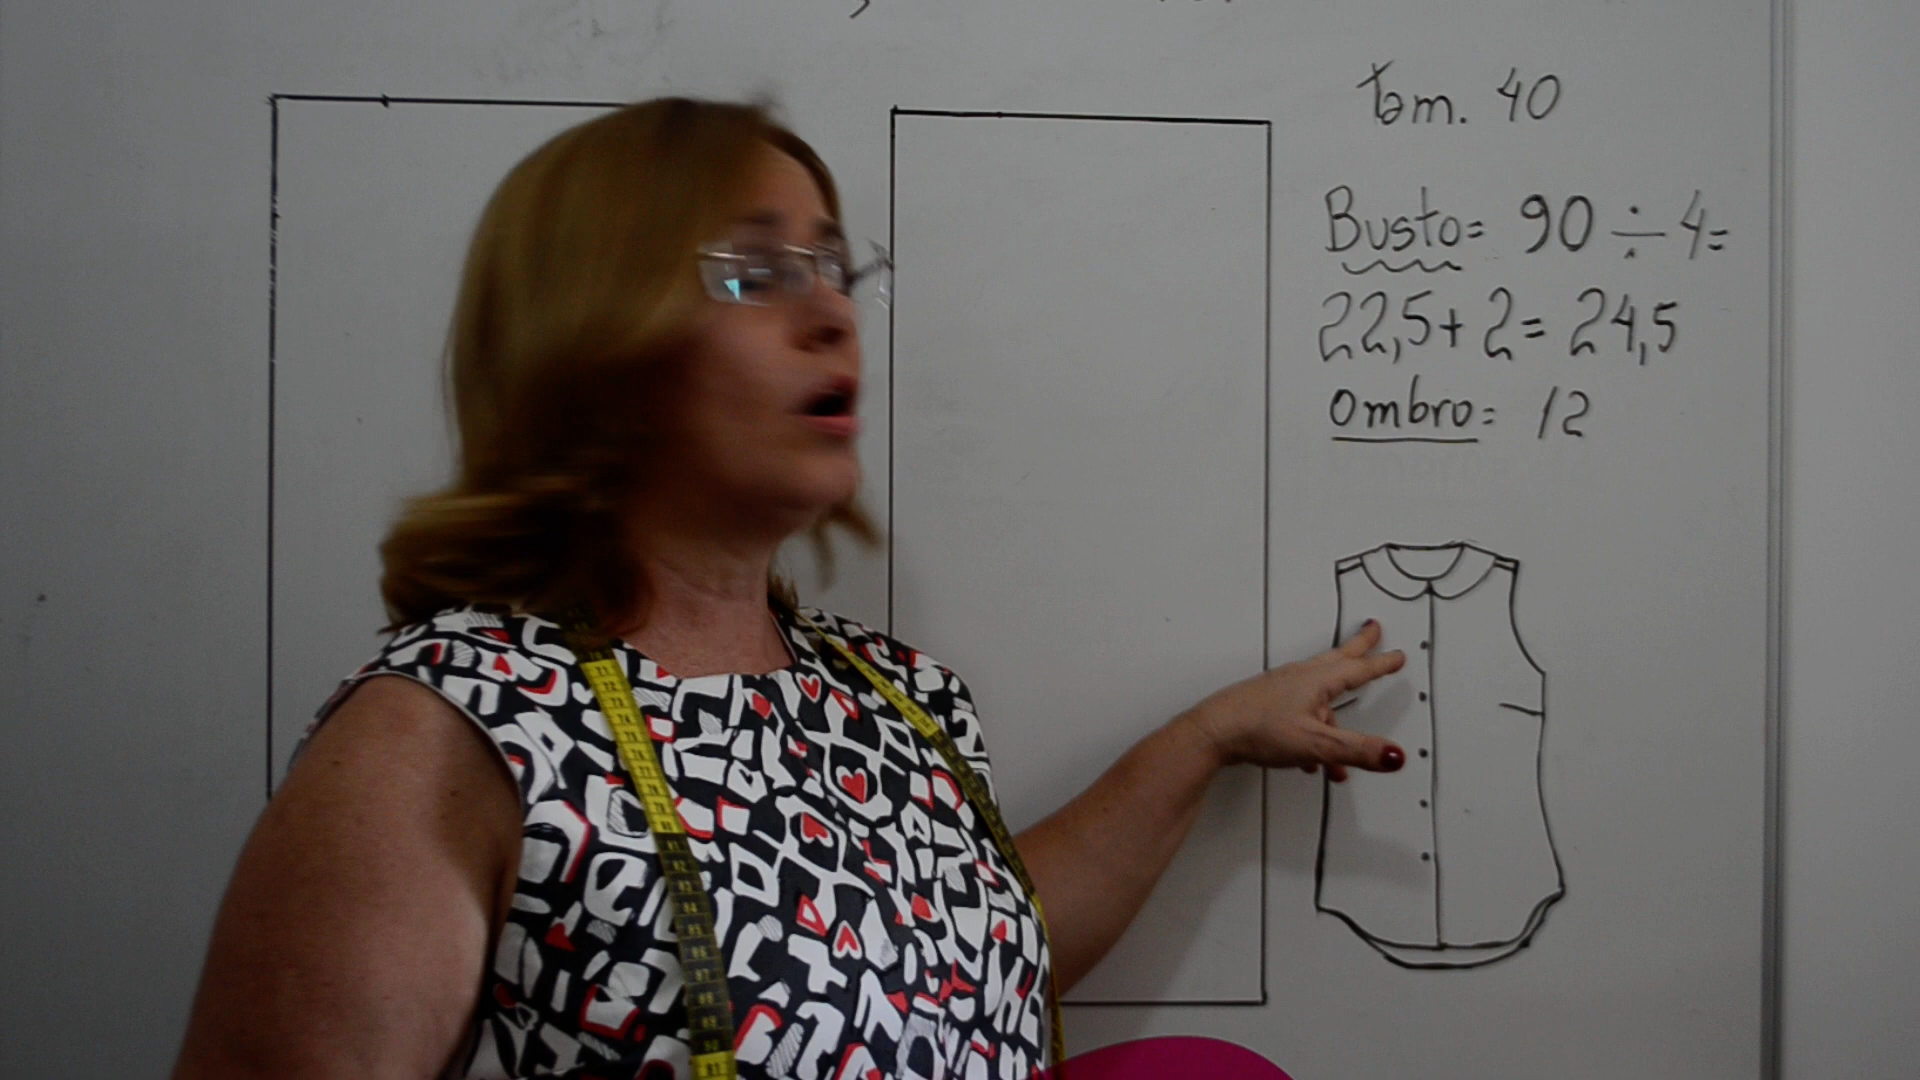 Tam. 40
Busto= 90 ÷ 4=
22,5+ 2= 24,5
Ombro= 12